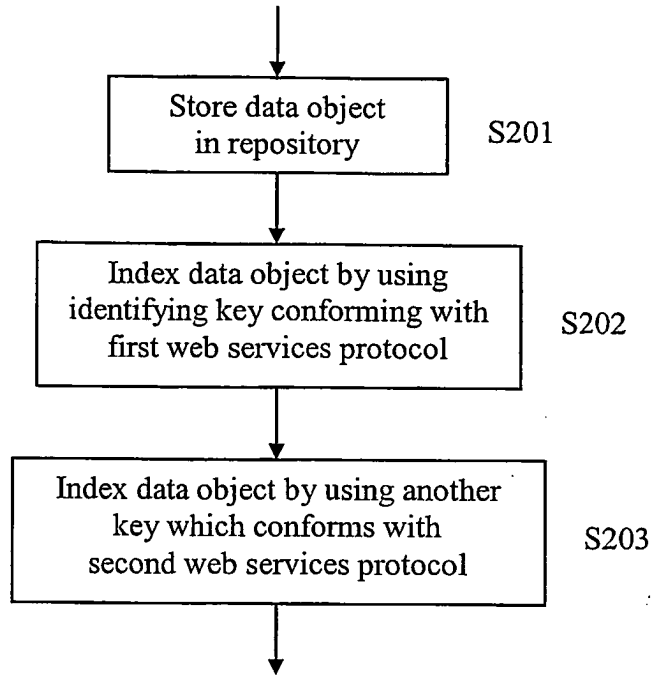 Store data object
in repository
S201
Index data object by using
identifying key conforming with
first web services protocol
S202
Index data object by using another
key which conforms with
second web services protocol
S203